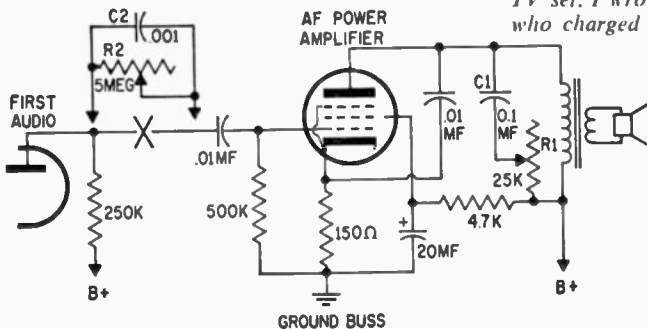 TV set. I wro
who charged
C2
.001
R2
5MEG
AF POWER
AMPLIFIER
FIRST
AUDIO
.01MF
.01
MF
C1
0.1
MF
R1
25K
250K
500K
150Ω
20MF
+
4.7K
B+
B+
GROUND BUSS